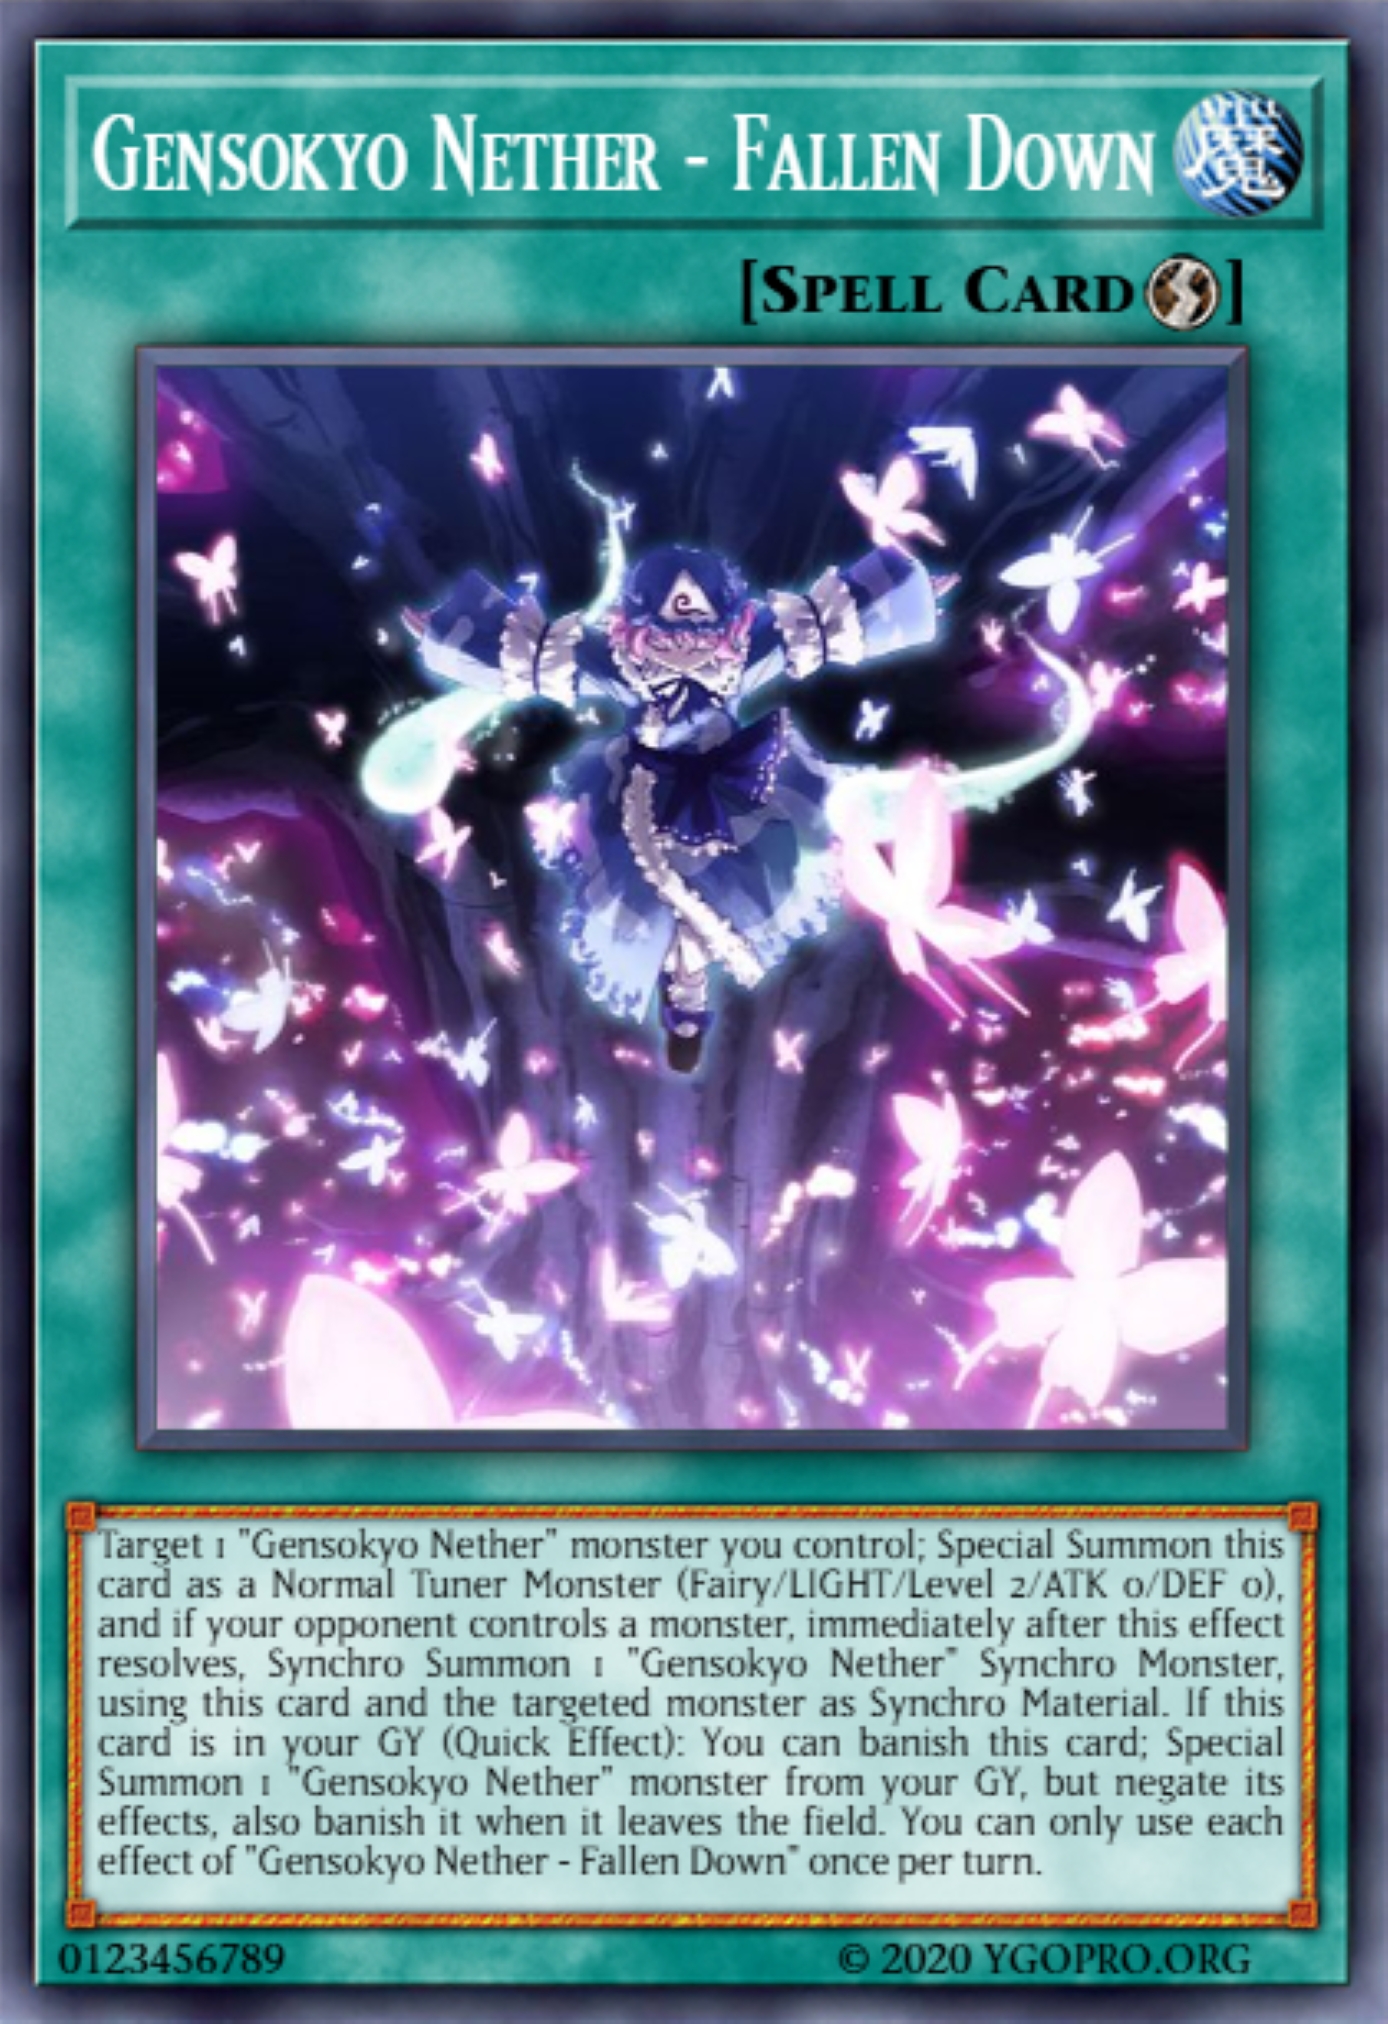 GENSOKYO NETHER - FALLEN DOWN
SPELL
魔
[SPELL CARD]
Target 1 "Gensokyo Nether" monster you control; Special Summon this
card as a Normal Tuner Monster (Fairy/LIGHT/Level 2/ATK 0/DEF 0),
and if your opponent controls a monster, immediately after this effect
resolves, Synchro Summon 1 "Gensokyo Nether" Synchro Monster,
using this card and the targeted monster as Synchro Material. If this
card is in your GY (Quick Effect): You can banish this card; Special
Summon 1 "Gensokyo Nether" monster from your GY, but negate its
effects, also banish it when it leaves the field. You can only use each
effect of "Gensokyo Nether - Fallen Down" once per turn.
0123456789
© 2020 YGOPRO.ORG